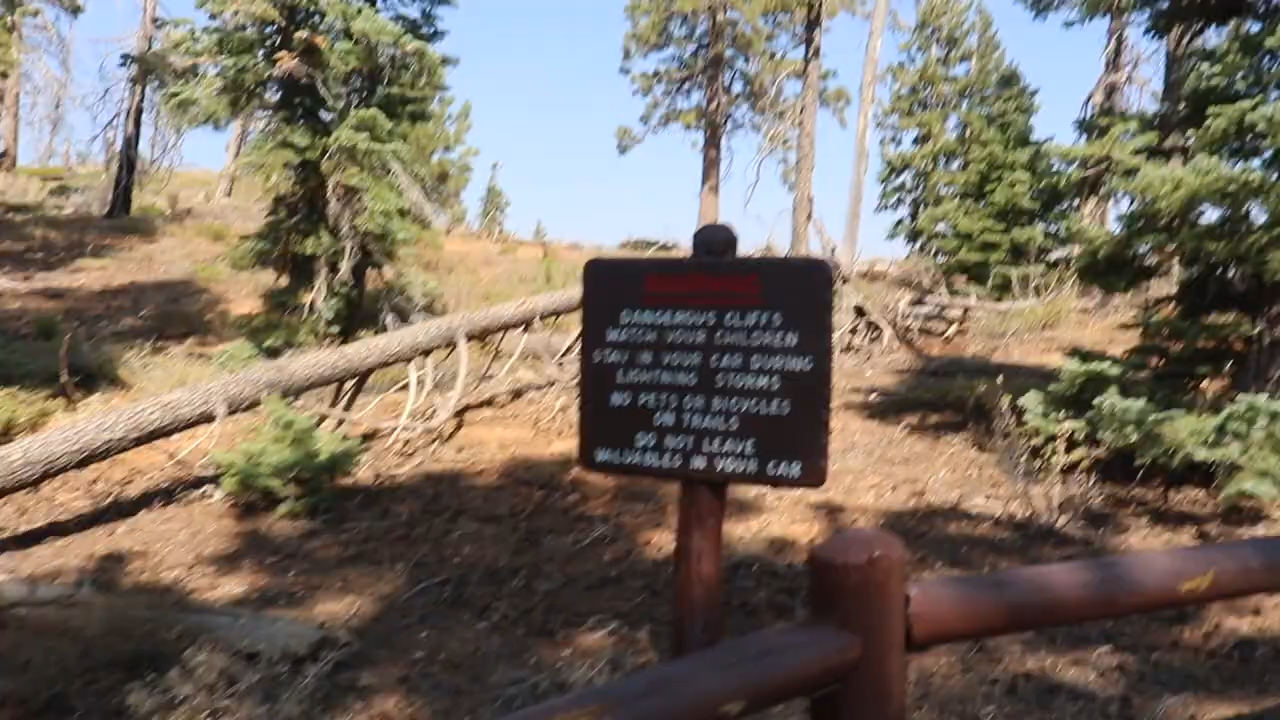 DANGEROUS CLIFFS
WATCH YOUR CHILDREN
STAY IN YOUR CAR DURING
LIGHTNING STORMS
NO PETS OR BICYCLES
ON TRAILS
DO NOT LEAVE
VALUABLES IN YOUR CAR